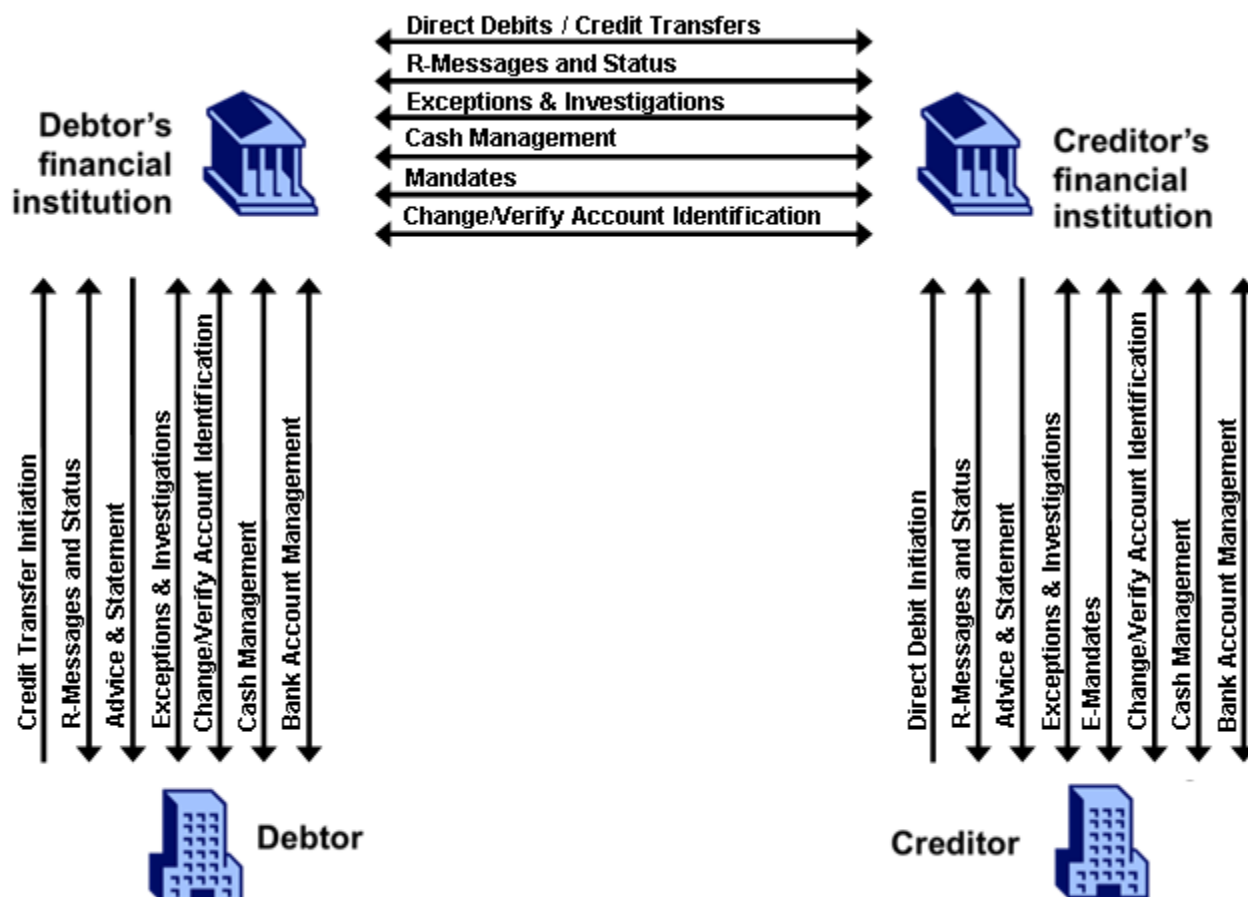 Direct Debits / Credit Transfers
R-Messages and Status
Exceptions & Investigations
Cash Management
Mandates
Change/Verify Account Identification
Debtor's
financial
institution
Creditor's
financial
institution
Credit Transfer Initiation
R-Messages and Status
Advice & Statement
Exceptions & Investigations
Change/Verify Account Identification
Cash Management
Bank Account Management
Direct Debit Initiation
R-Messages and Status
Advice & Statement
Exceptions & Investigations
E-Mandates
Change/Verify Account Identification
Cash Management
Bank Account Management
Debtor
Creditor